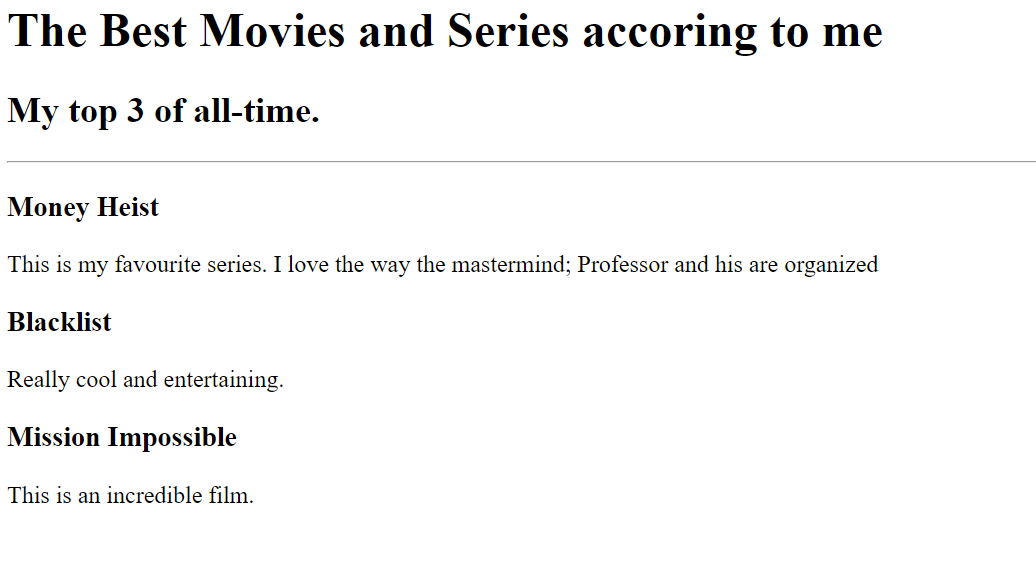 The Best Movies and Series accoring to me
My top 3 of all-time.
Money Heist
This is my favourite series. I love the way the mastermind; Professor and his are organized
Blacklist
Really cool and entertaining.
Mission Impossible
This is an incredible film.